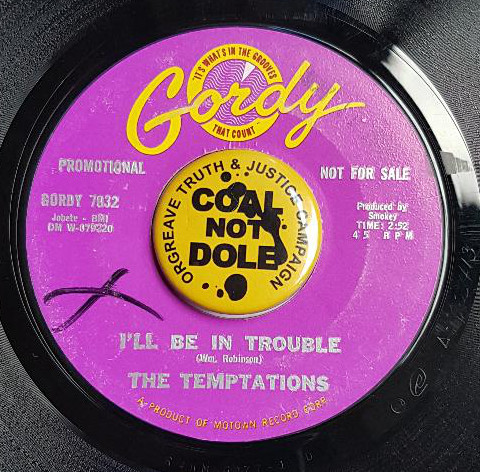 IT'S WHAT'S IN THE GROOVES
Gordy
THAT COUNT
PROMOTIONAL
NOT FOR SALE
GORDY 7032
Jobete - BMI
DM W-079320
Produced by
Smokey
TIME: 2:52
45 RPM
ORGREAVE TRUTH & JUSTICE CAMPAIGN
COAL
NOT
DOLE
I'LL BE IN TROUBLE
(Wm. Robinson)
THE TEMPTATIONS
A PRODUCT OF MOTOWN RECORD CORP.